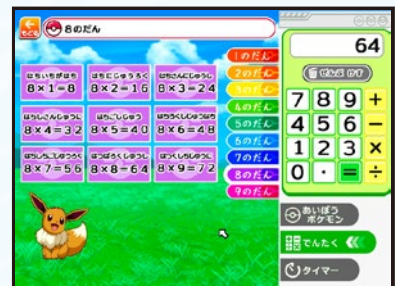 もどる
8のだん
はちいちがはち
8×1=8
はちにじゅうろく
8×2=16
はちさんにじゅうし
8×3=24
はちしさんじゅうに
8×4=32
はちごしじゅう
8×5=40
はちろくしじゅうはち
8×6=48
はちしちごじゅうろく
8×7=56
はっぱろくじゅうし
8×8=64
はっくしちじゅうに
8×9=72
1のだん
2のだん
3のだん
4のだん
5のだん
6のだん
7のだん
8のだん
9のだん
64
ぜんぶ けす
7 8 9 +
4 5 6 −
1 2 3 ×
0 · = ÷
あいぼう
ポケモン
でんたく
タイマー